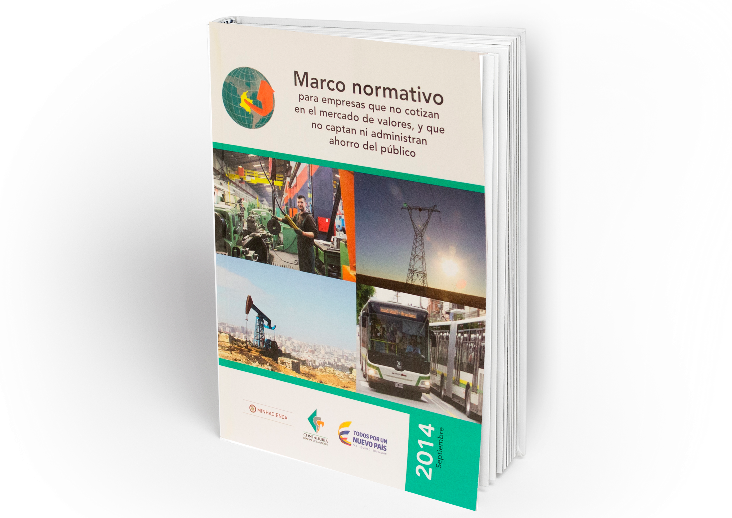 Marco normativo
para empresas que no cotizan
en el mercado de valores, y que
no captan ni administran
ahorro del público
MINHACIENDA
TODOS POR UN
NUEVO PAÍS
2014
Septiembre